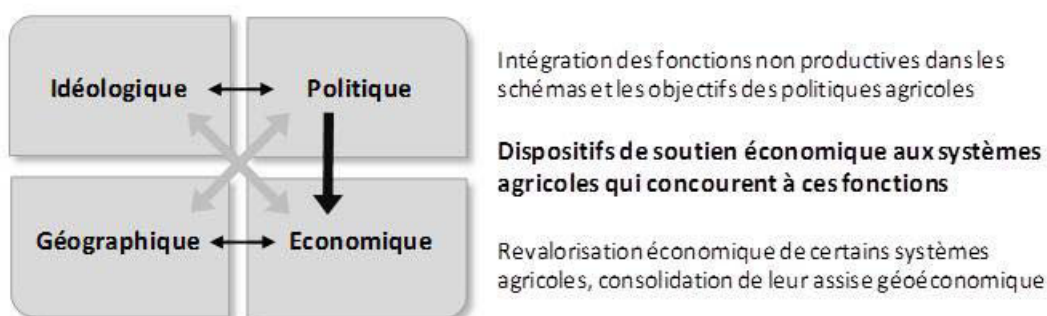 Idéologique
Politique
Géographique
Economique
Intégration des fonctions non productives dans les
schémas et les objectifs des politiques agricoles
Dispositifs de soutien économique aux systèmes
agricoles qui concourent à ces fonctions
Revalorisation économique de certains systèmes
agricoles, consolidation de leur assise géoéconomique